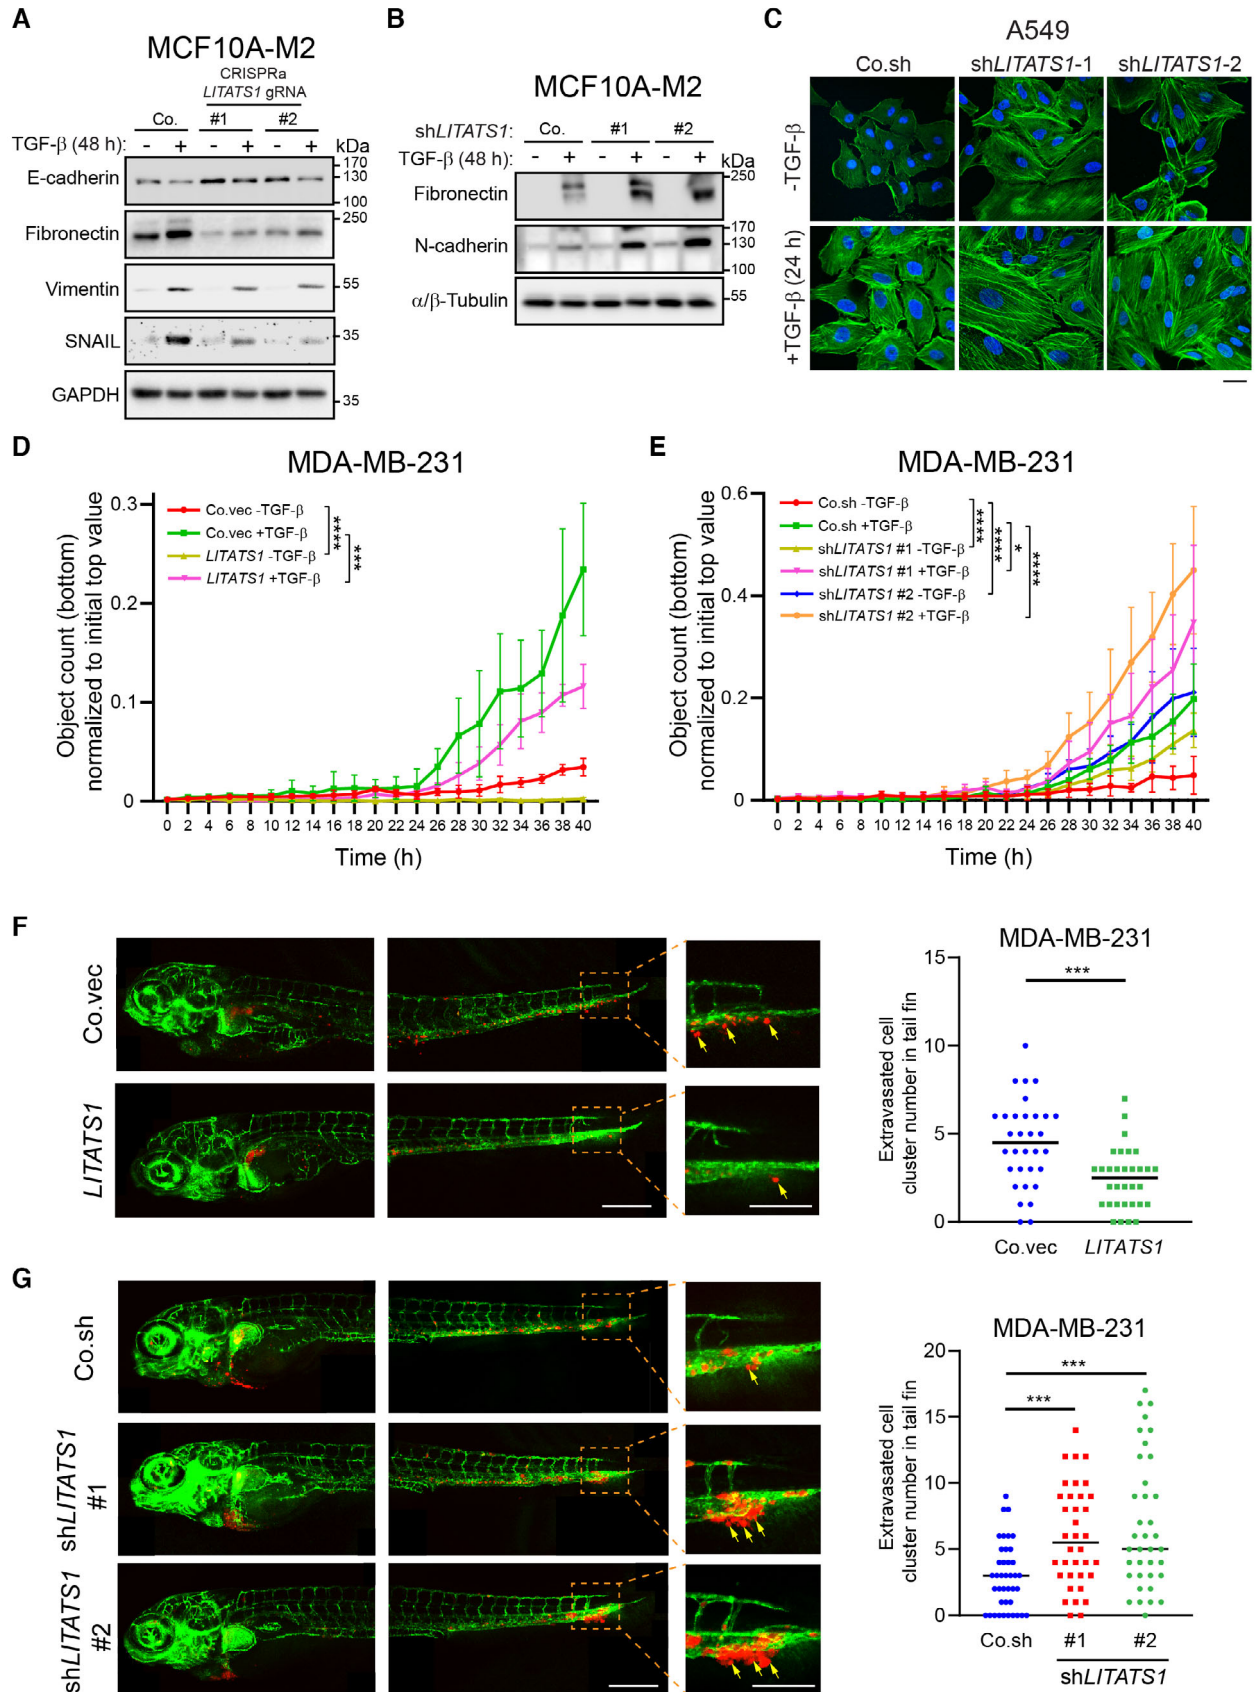 A
MCF10A-M2
CRISPRa
LITATS1 gRNA
Co. #1 #2
TGF-β (48 h): - + - + - + kDa
E-cadherin
170
130
100
Fibronectin
250
Vimentin
55
SNAIL
35
GAPDH
35
B
MCF10A-M2
shLITATS1: Co. #1 #2
TGF-β (48 h): - + - + - + kDa
Fibronectin
250
N-cadherin
170
130
100
α/β-Tubulin
55
C
A549
Co.sh shLITATS1-1 shLITATS1-2
-TGF-β
+TGF-β (24 h)
D
MDA-MB-231
Object count (bottom)
normalized to initial top value
0.3
0.2
0.1
0
Co.vec -TGF-β
Co.vec +TGF-β
LITATS1 -TGF-β
LITATS1 +TGF-β
****
***
0 2 4 6 8 10 12 14 16 18 20 22 24 26 28 30 32 34 36 38 40
Time (h)
E
MDA-MB-231
Object count (bottom)
normalized to initial top value
0.6
0.4
0.2
0
Co.sh -TGF-β
Co.sh +TGF-β
shLITATS1 #1 -TGF-β
shLITATS1 #1 +TGF-β
shLITATS1 #2 -TGF-β
shLITATS1 #2 +TGF-β
****
****
*
****
0 2 4 6 8 10 12 14 16 18 20 22 24 26 28 30 32 34 36 38 40
Time (h)
F
Co.vec
LITATS1
MDA-MB-231
Extravasated cell
cluster number in tail fin
15
10
5
0
***
Co.vec LITATS1
G
Co.sh
shLITATS1
#1
shLITATS1
#2
MDA-MB-231
Extravasated cell
cluster number in tail fin
20
15
10
5
0
***
***
Co.sh #1 #2
shLITATS1